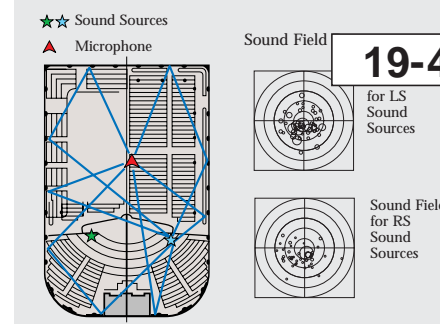 Sound Sources
Microphone
Sound Field
19-4
for LS
Sound
Sources
Sound Field
for RS
Sound
Sources